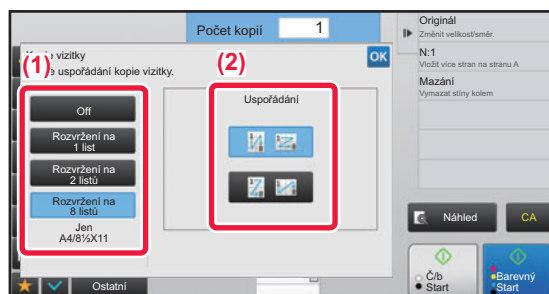 Počet kopií 1
Kopie vizitky
OK
(1)
(2)
e uspořádání kopie vizitky.
Off
Rozvržení na
1 list
Rozvržení na
2 listů
Rozvržení na
8 listů
Jen
A4/8½X11
Uspořádání
Originál
Změnit velikost/směr.
N:1
Vložit více stran na stranu A
Mazání
Vymazat stíny kolem
Náhled
CA
Č/b
Start
Barevný
Start
Ostatní